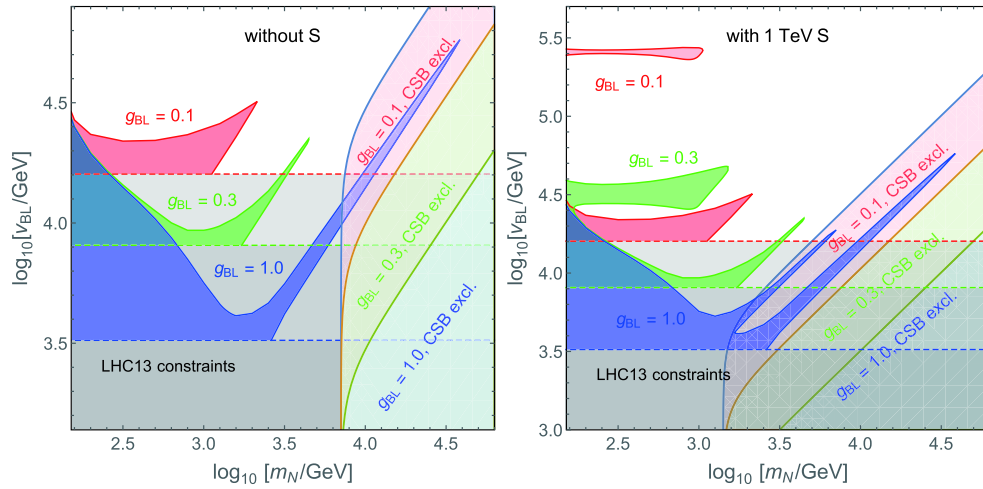 without S
g_BL = 0.1
g_BL = 0.3
g_BL = 1.0
g_BL = 0.1, CSB excl.
g_BL = 0.3, CSB excl.
g_BL = 1.0, CSB excl.
LHC13 constraints
log₁₀[v_BL/GeV]
4.5
4.0
3.5
2.5 3.0 3.5 4.0 4.5
log₁₀ [m_N/GeV]
with 1 TeV S
g_BL = 0.1
g_BL = 0.3
g_BL = 1.0
g_BL = 0.1, CSB excl.
g_BL = 0.3, CSB excl.
g_BL = 1.0, CSB excl.
LHC13 constraints
log₁₀[v_BL/GeV]
5.5
5.0
4.5
4.0
3.5
3.0
2.5 3.0 3.5 4.0 4.5
log₁₀ [m_N/GeV]